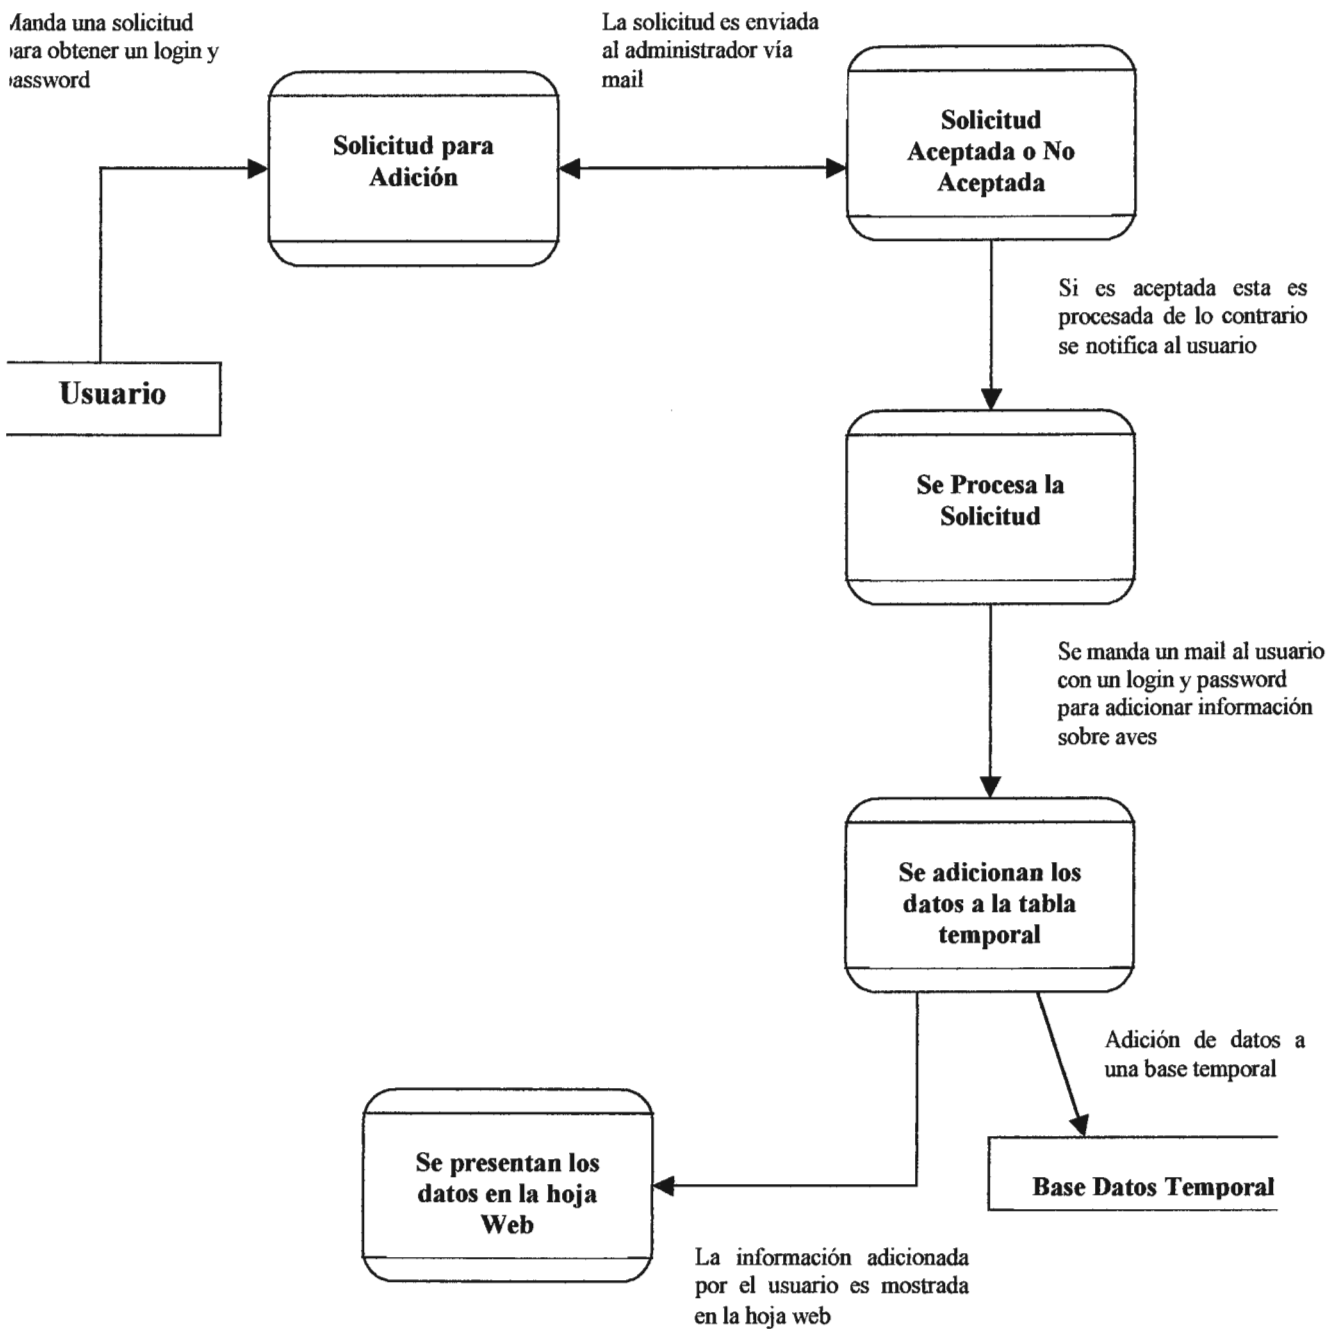 Manda una solicitud
para obtener un login y
password
La solicitud es enviada
al administrador vía
mail
Solicitud para
Adición
Solicitud
Aceptada o No
Aceptada
Si es aceptada esta es
procesada de lo contrario
se notifica al usuario
Usuario
Se Procesa la
Solicitud
Se manda un mail al usuario
con un login y password
para adicionar información
sobre aves
Se adicionan los
datos a la tabla
temporal
Adición de datos a
una base temporal
Se presentan los
datos en la hoja
Web
Base Datos Temporal
La información adicionada
por el usuario es mostrada
en la hoja web